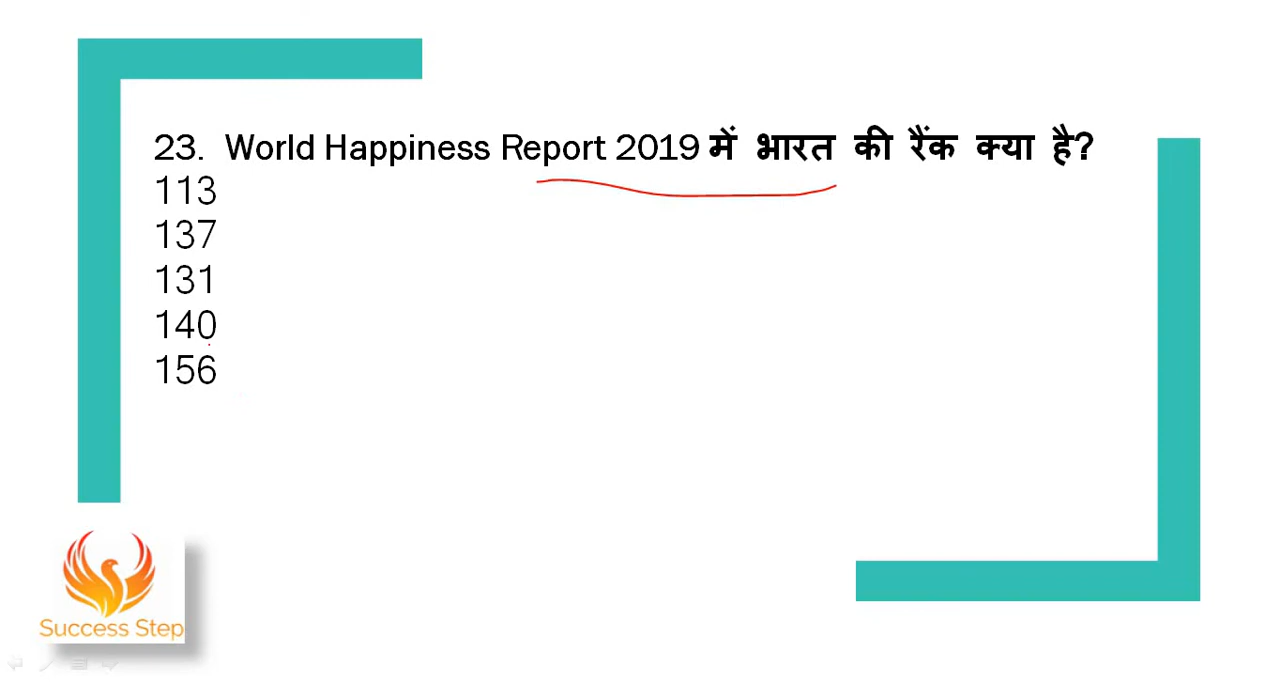 23. World Happiness Report 2019 में भारत की रैंक क्या है?
113
137
131
140
156
Success Step